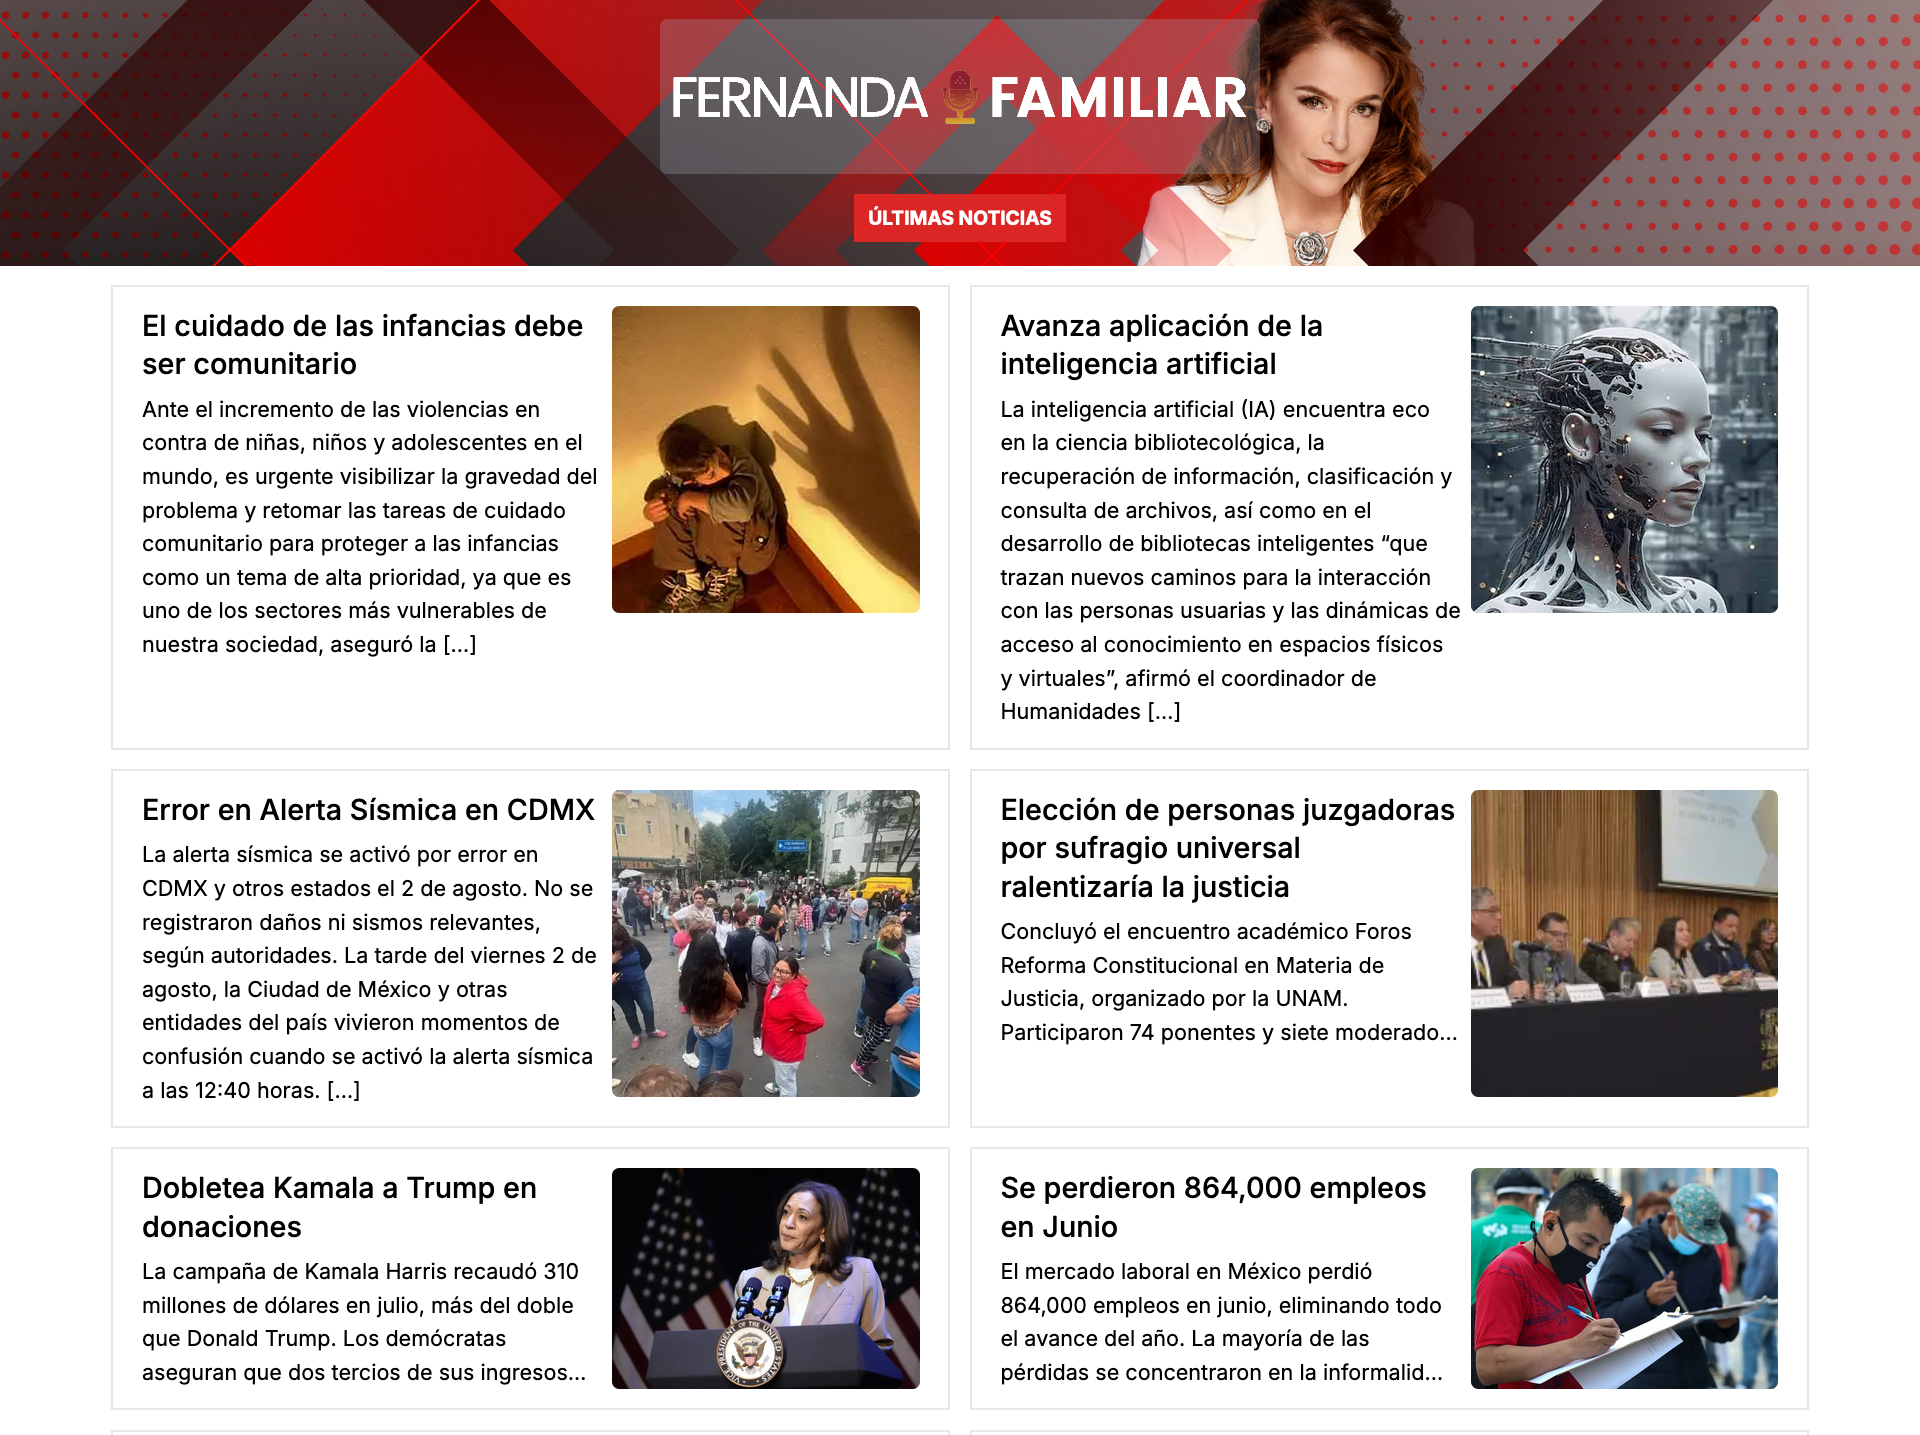 FERNANDA FAMILIAR
ÚLTIMAS NOTICIAS
El cuidado de las infancias debe
ser comunitario
Ante el incremento de las violencias en
contra de niñas, niños y adolescentes en el
mundo, es urgente visibilizar la gravedad del
problema y retomar las tareas de cuidado
comunitario para proteger a las infancias
como un tema de alta prioridad, ya que es
uno de los sectores más vulnerables de
nuestra sociedad, aseguró la [...]
Avanza aplicación de la
inteligencia artificial
La inteligencia artificial (IA) encuentra eco
en la ciencia bibliotecológica, la
recuperación de información, clasificación y
consulta de archivos, así como en el
desarrollo de bibliotecas inteligentes “que
trazan nuevos caminos para la interacción
con las personas usuarias y las dinámicas de
acceso al conocimiento en espacios físicos
y virtuales”, afirmó el coordinador de
Humanidades [...]
Error en Alerta Sísmica en CDMX
La alerta sísmica se activó por error en
CDMX y otros estados el 2 de agosto. No se
registraron daños ni sismos relevantes,
según autoridades. La tarde del viernes 2 de
agosto, la Ciudad de México y otras
entidades del país vivieron momentos de
confusión cuando se activó la alerta sísmica
a las 12:40 horas. [...]
PRIMA
Elección de personas juzgadoras
por sufragio universal
ralentizaría la justicia
Concluyó el encuentro académico Foros
Reforma Constitucional en Materia de
Justicia, organizado por la UNAM.
Participaron 74 ponentes y siete moderado...
Dobletea Kamala a Trump en
donaciones
La campaña de Kamala Harris recaudó 310
millones de dólares en julio, más del doble
que Donald Trump. Los demócratas
aseguran que dos tercios de sus ingresos...
VICE PRESIDENT OF THE UNITED STATES
Se perdieron 864,000 empleos
en Junio
El mercado laboral en México perdió
864,000 empleos en junio, eliminando todo
el avance del año. La mayoría de las
pérdidas se concentraron en la informalid...